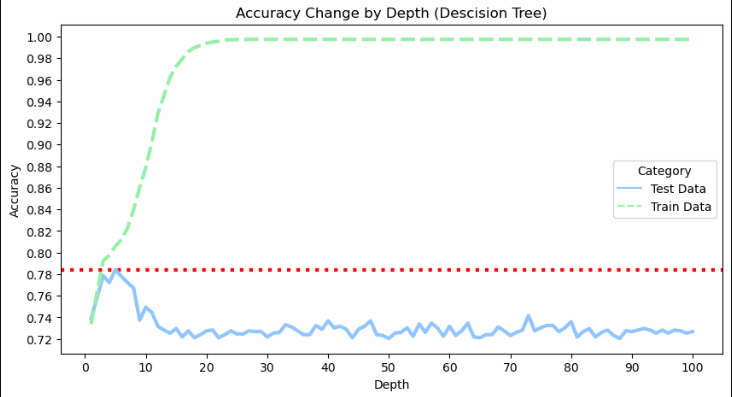 Accuracy Change by Depth (Descision Tree)
1.00
0.98
0.96
0.94
0.92
0.90
0.88
0.86
0.84
0.82
0.80
0.78
0.76
0.74
0.72
Accuracy
Category
Test Data
Train Data
0 10 20 30 40 50 60 70 80 90 100
Depth